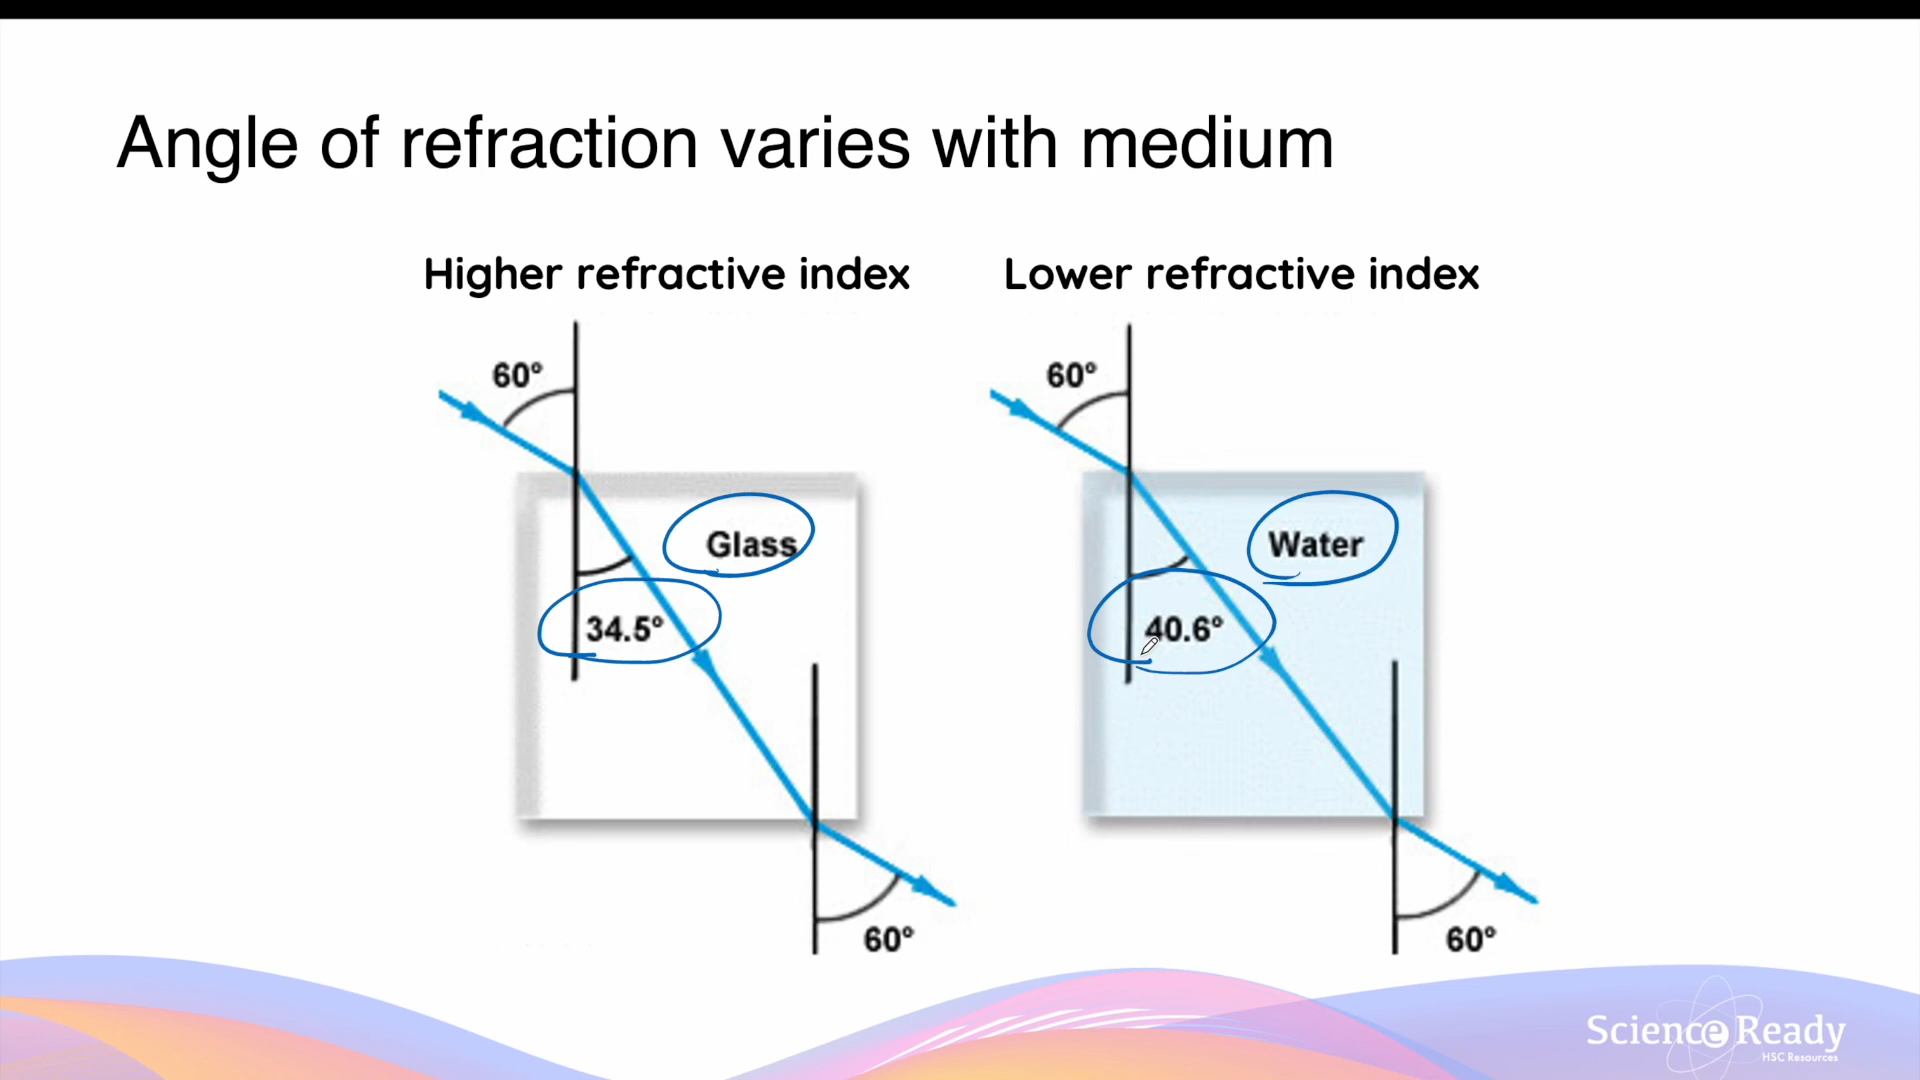 Angle of refraction varies with medium
Higher refractive index
Lower refractive index
60°
60°
Glass
Water
34.5°
40.6°
60°
60°
Science Ready
HSC Resources